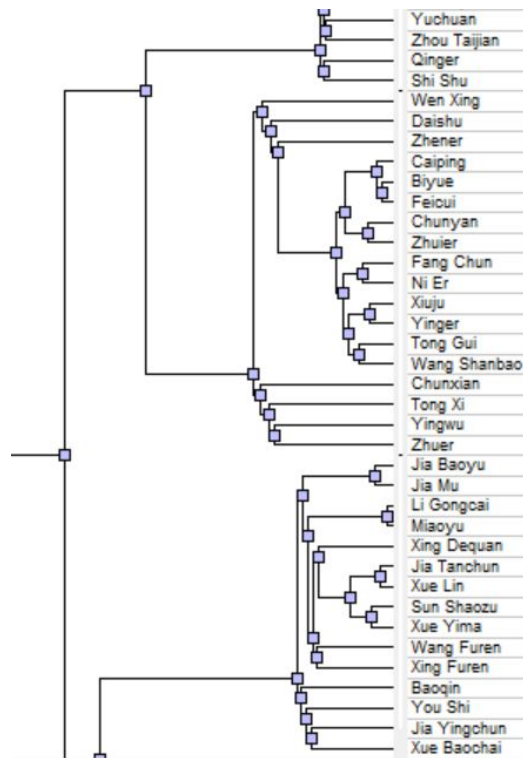 Yuchuan
Zhou Taijian
Qinger
Shi Shu
Wen Xing
Daishu
Zhener
Caiping
Biyue
Feicui
Chunyan
Zhuier
Fang Chun
Ni Er
Xiuju
Yinger
Tong Gui
Wang Shanbao
Chunxian
Tong Xi
Yingwu
Zhuer
Jia Baoyu
Jia Mu
Li Gongcai
Miaoyu
Xing Dequan
Jia Tanchun
Xue Lin
Sun Shaozu
Xue Yima
Wang Furen
Xing Furen
Baoqin
You Shi
Jia Yingchun
Xue Baochai